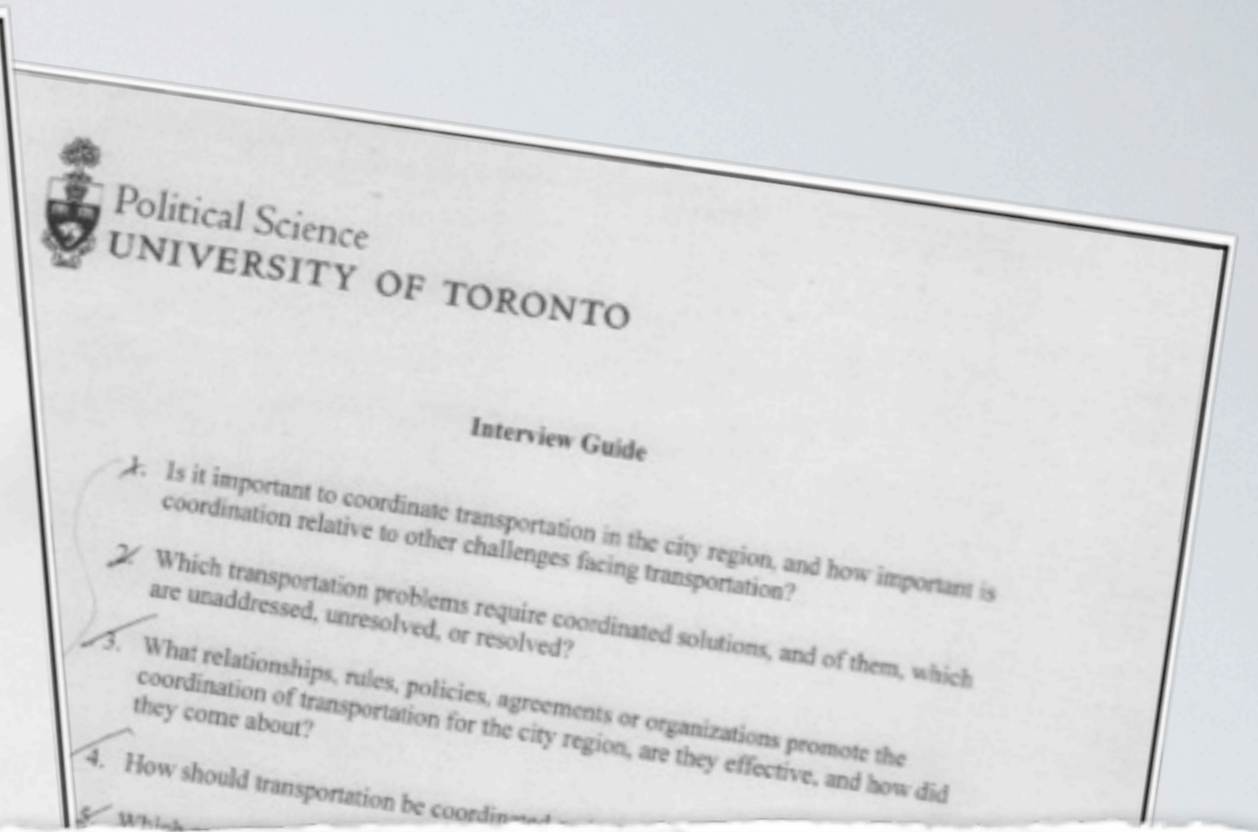 Political Science
UNIVERSITY OF TORONTO
Interview Guide
1. Is it important to coordinate transportation in the city region, and how important is
coordination relative to other challenges facing transportation?
2. Which transportation problems require coordinated solutions, and of them, which
are unaddressed, unresolved, or resolved?
3. What relationships, rules, policies, agreements or organizations promote the
coordination of transportation for the city region, are they effective, and how did
they come about?
4. How should transportation be coordinated
5. Which